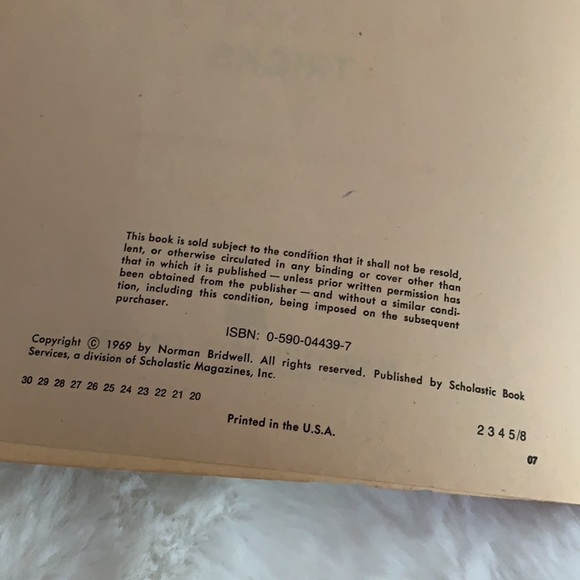 This book is sold subject to the condition that it shall not be resold,
lent, or otherwise circulated in any binding or cover other than
that in which it is published — unless prior written permission has
been obtained from the publisher — and without a similar condi-
tion, including this condition, being imposed on the subsequent
purchaser.
ISBN: 0-590-04439-7
Copyright © 1969 by Norman Bridwell. All rights reserved. Published by Scholastic Book
Services, a division of Scholastic Magazines, Inc.
30 29 28 27 26 25 24 23 22 21 20
2 3 4 5/8
Printed in the U.S.A.
07